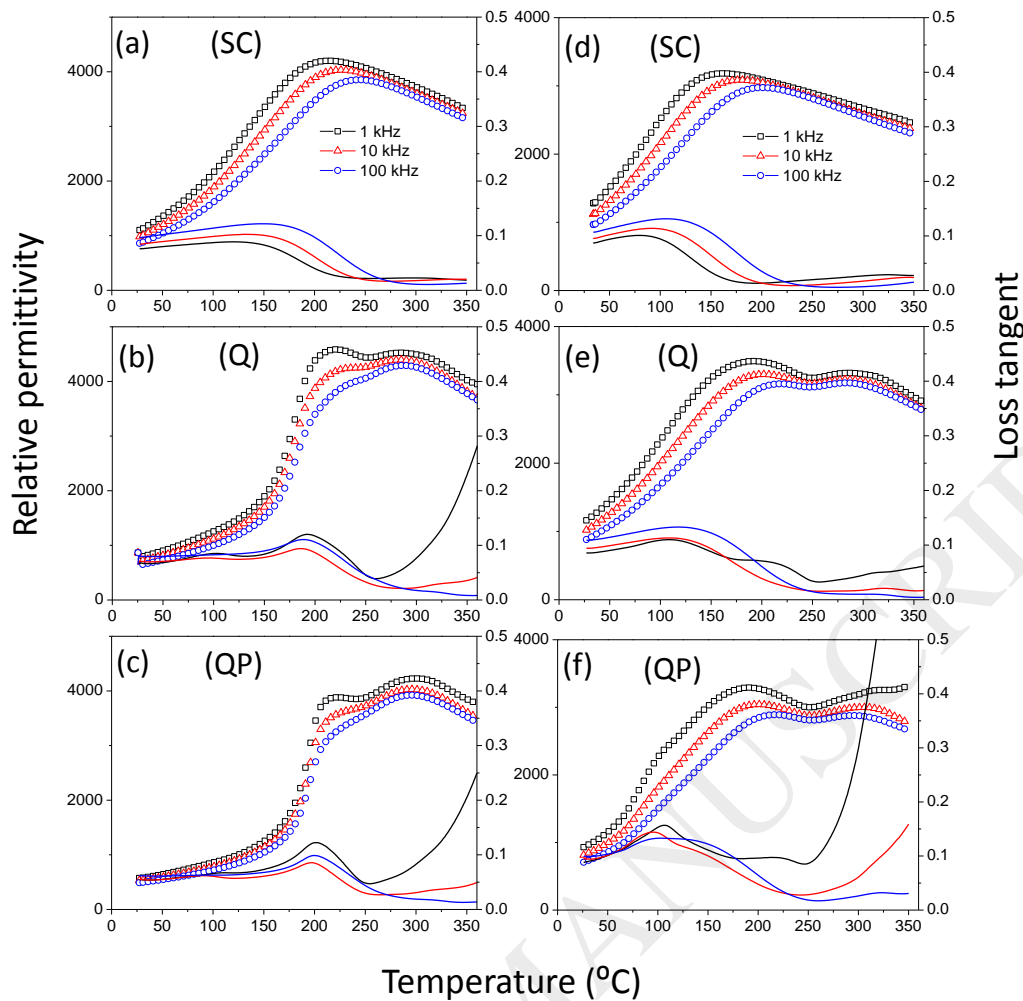 (a) (SC)
1 kHz
10 kHz
100 kHz
0 2000 4000
0.0 0.1 0.2 0.3 0.4 0.5
0 50 100 150 200 250 300 350
(d) (SC)
1 kHz
10 kHz
100 kHz
0 2000 4000
0.0 0.1 0.2 0.3 0.4 0.5
0 50 100 150 200 250 300 350
(b) (Q)
0 2000 4000
0.0 0.1 0.2 0.3 0.4 0.5
0 50 100 150 200 250 300 350
(e) (Q)
0 2000 4000
0.0 0.1 0.2 0.3 0.4 0.5
0 50 100 150 200 250 300 350
(c) (QP)
0 2000 4000
0.0 0.1 0.2 0.3 0.4 0.5
0 50 100 150 200 250 300 350
(f) (QP)
0 2000 4000
0.0 0.1 0.2 0.3 0.4 0.5
0 50 100 150 200 250 300 350
Relative permittivity
Loss tangent
Temperature (⁰C)
MANUSCRI